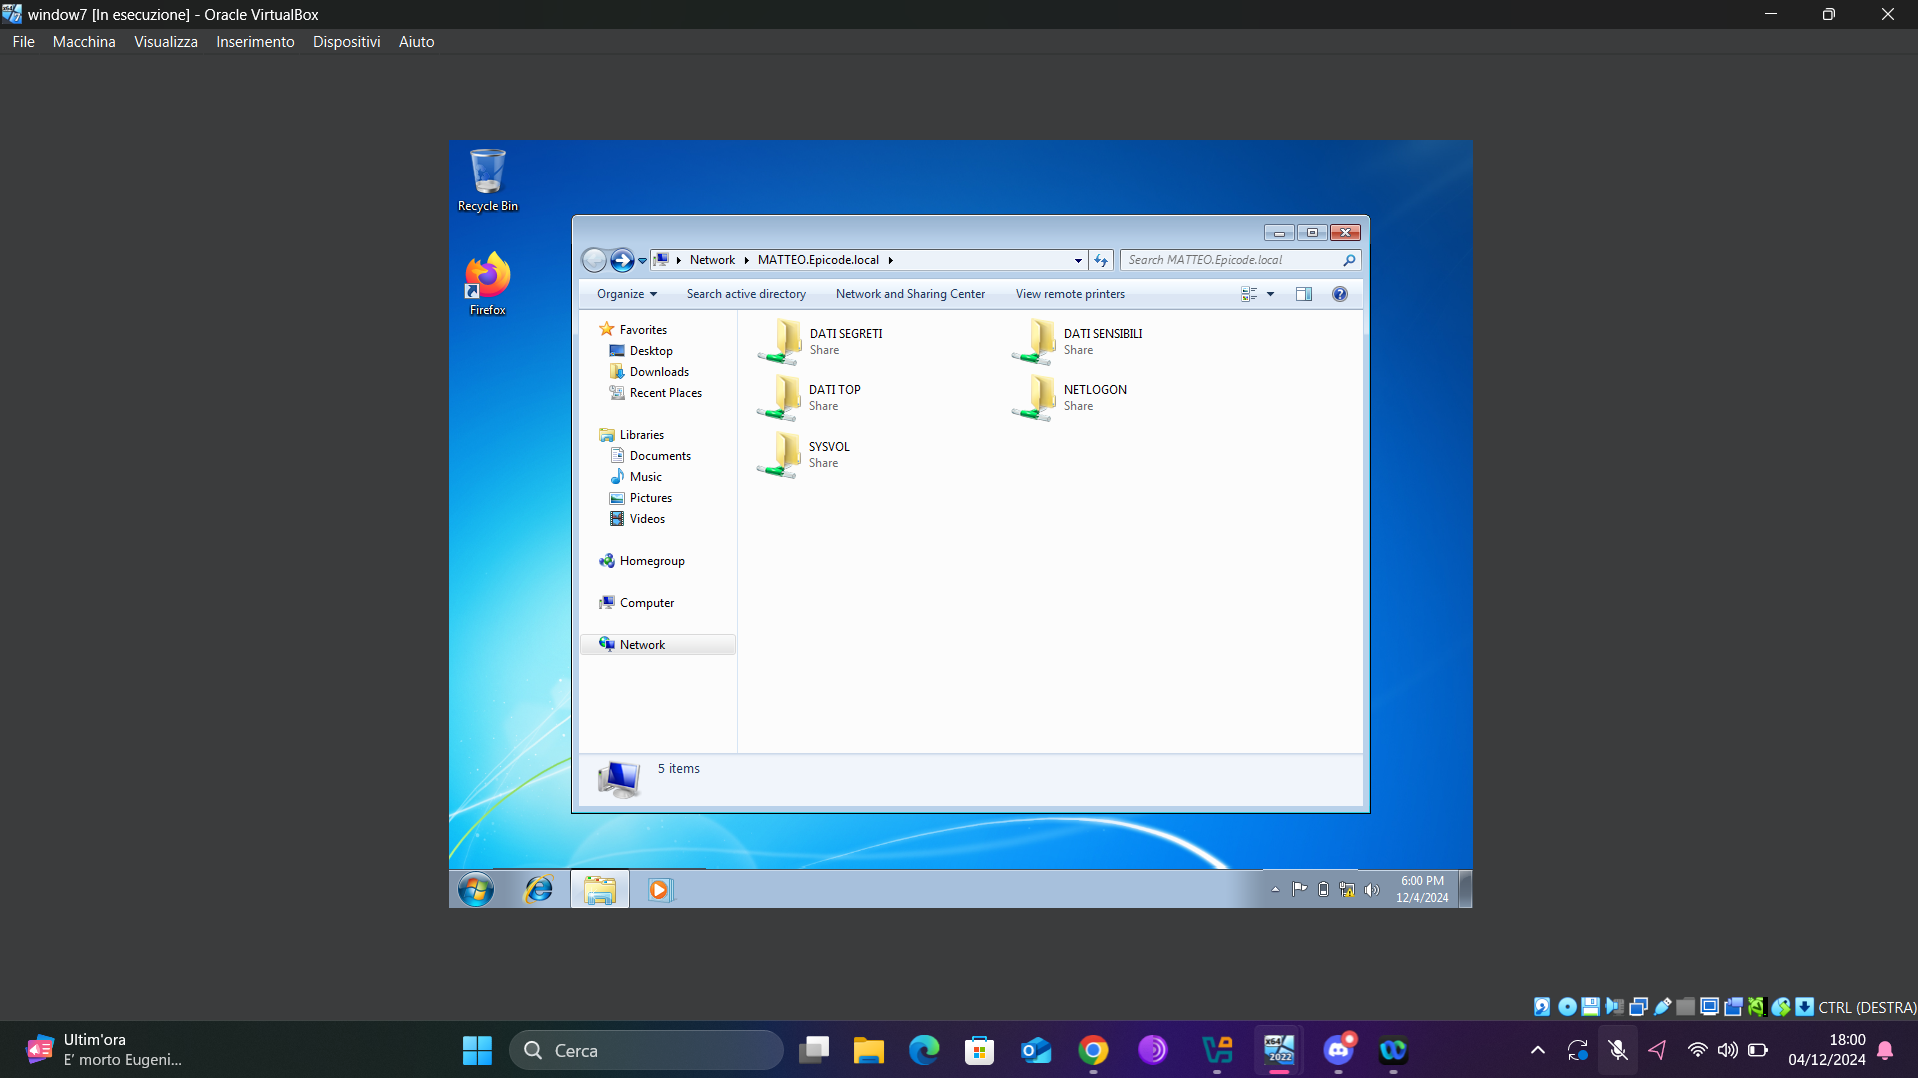 window7 [In esecuzione] - Oracle VirtualBox
File Macchina Visualizza Inserimento Dispositivi Aiuto
Recycle Bin
Firefox
Network MATTEO.Epicode.local
Search MATTEO.Epicode.local
Organize Search active directory Network and Sharing Center View remote printers
Favorites
Desktop
Downloads
Recent Places
Libraries
Documents
Music
Pictures
Videos
Homegroup
Computer
Network
DATI SEGRETI
Share
DATI SENSIBILI
Share
DATI TOP
Share
NETLOGON
Share
SYSVOL
Share
5 items
6:00 PM
12/4/2024
CTRL (DESTRA)
Ultim'ora
E' morto Eugeni...
Cerca
x64
2022
18:00
04/12/2024